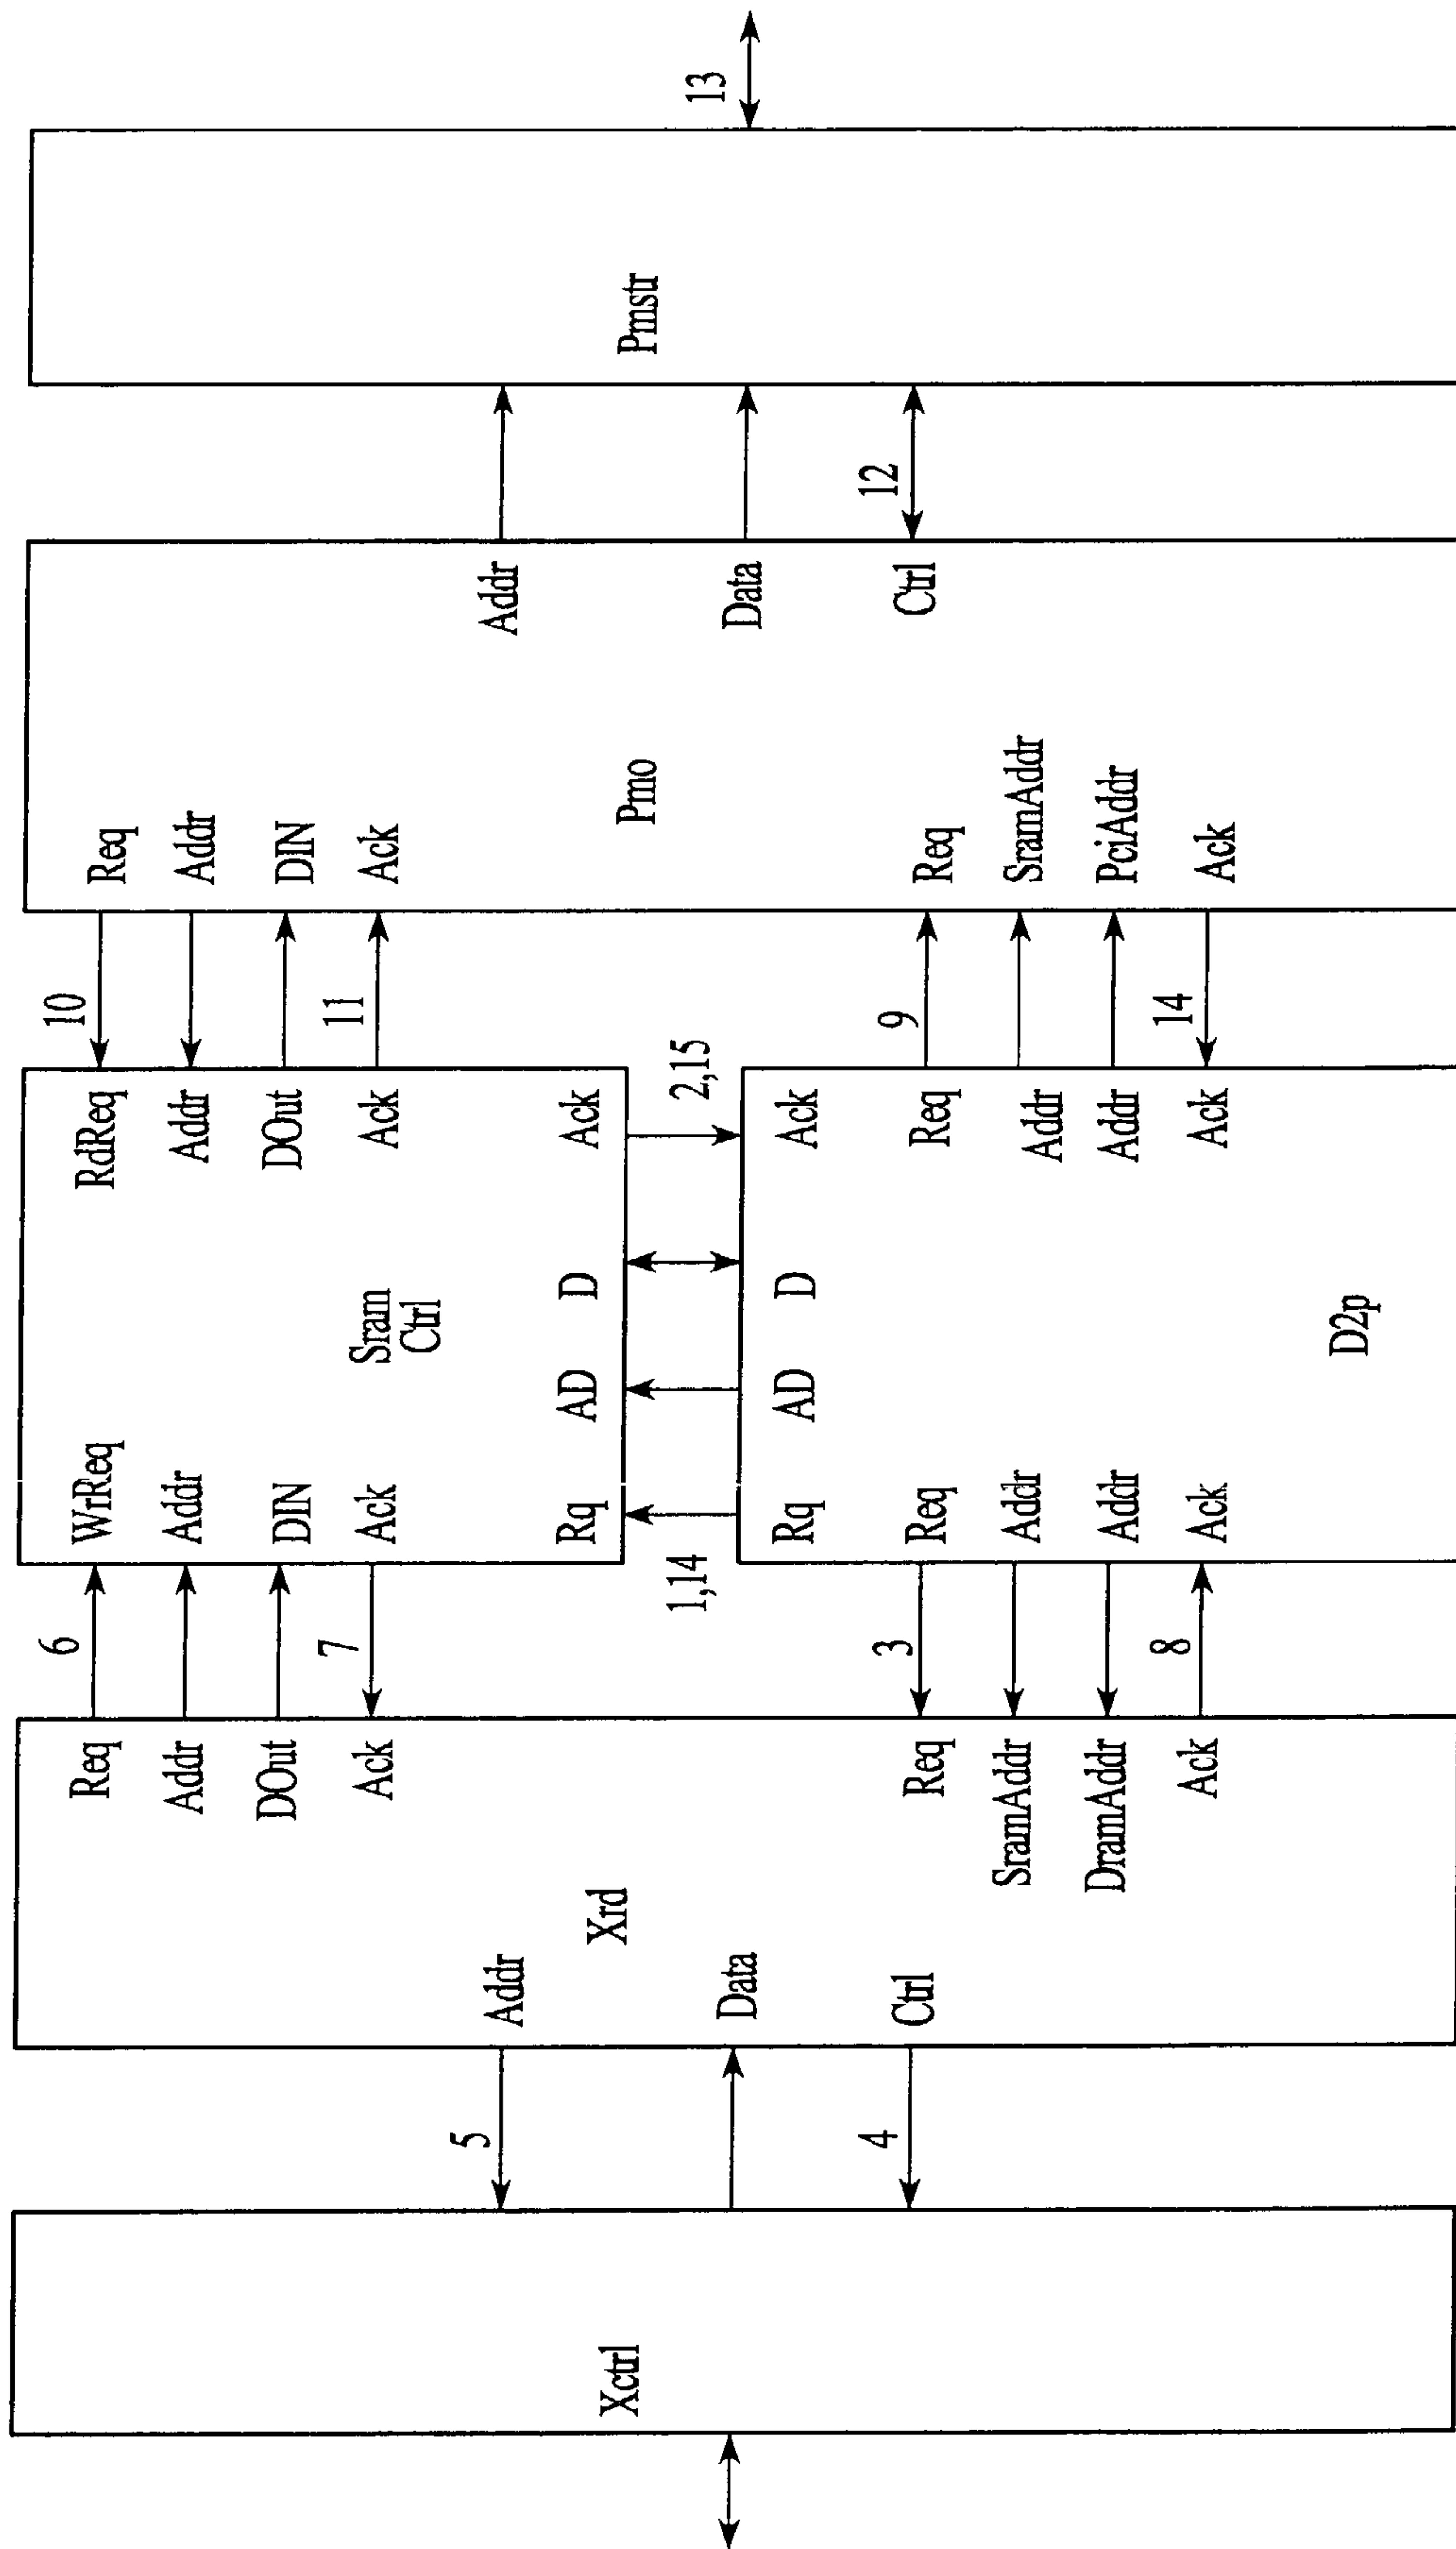 Xctrl
5
4
Addr
Xrd
Data
Ctrl
Req
Addr
DOut
Ack
Req
SramAddr
DramAddr
Ack
6
7
3
8
WrReq
Addr
DIN
Ack
Sram
Ctrl
RdReq
Addr
DOut
Ack
Rq
AD
D
Ack
1,14
2,15
Rq
AD
D
Ack
Req
Addr
Addr
Ack
D2p
Req
Addr
Addr
Ack
10
11
9
14
Req
Addr
DIN
Ack
Pmo
Req
SramAddr
PciAddr
Ack
Addr
Data
Ctrl
12
Pmstr
13